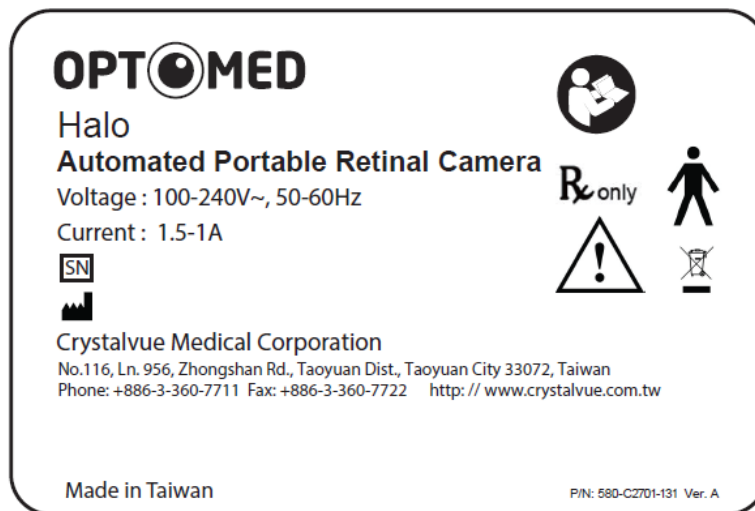 OPTOMED
Halo
Automated Portable Retinal Camera
Voltage : 100-240V~, 50-60Hz
Current : 1.5-1A
SN
Crystalvue Medical Corporation
No.116, Ln. 956, Zhongshan Rd., Taoyuan Dist., Taoyuan City 33072, Taiwan
Phone: +886-3-360-7711 Fax: +886-3-360-7722 http: // www.crystalvue.com.tw
Rx only
!
Made in Taiwan
P/N: 580-C2701-131 Ver. A